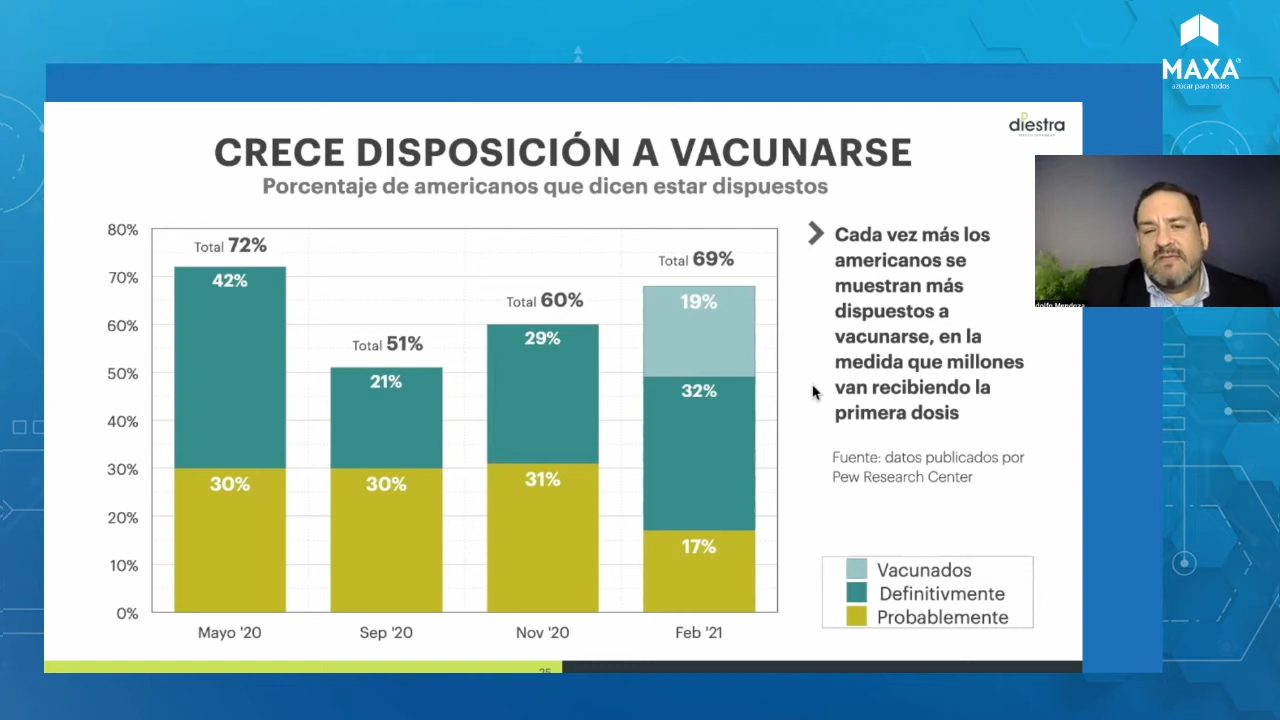 MAXA
azúcar para todos
diestra
CRECE DISPOSICIÓN A VACUNARSE
Porcentaje de americanos que dicen estar dispuestos
80%
70%
60%
50%
40%
30%
20%
10%
0%
Total 72%
42%
30%
Total 51%
21%
30%
Total 60%
29%
31%
Total 69%
19%
32%
17%
Mayo '20
Sep '20
Nov '20
Feb '21
Cada vez más los
americanos se
muestran más
dispuestos a
vacunarse, en la
medida que millones
van recibiendo la
primera dosis
Fuente: datos publicados por
Pew Research Center
Vacunados
Definitivmente
Probablemente
Mendoza